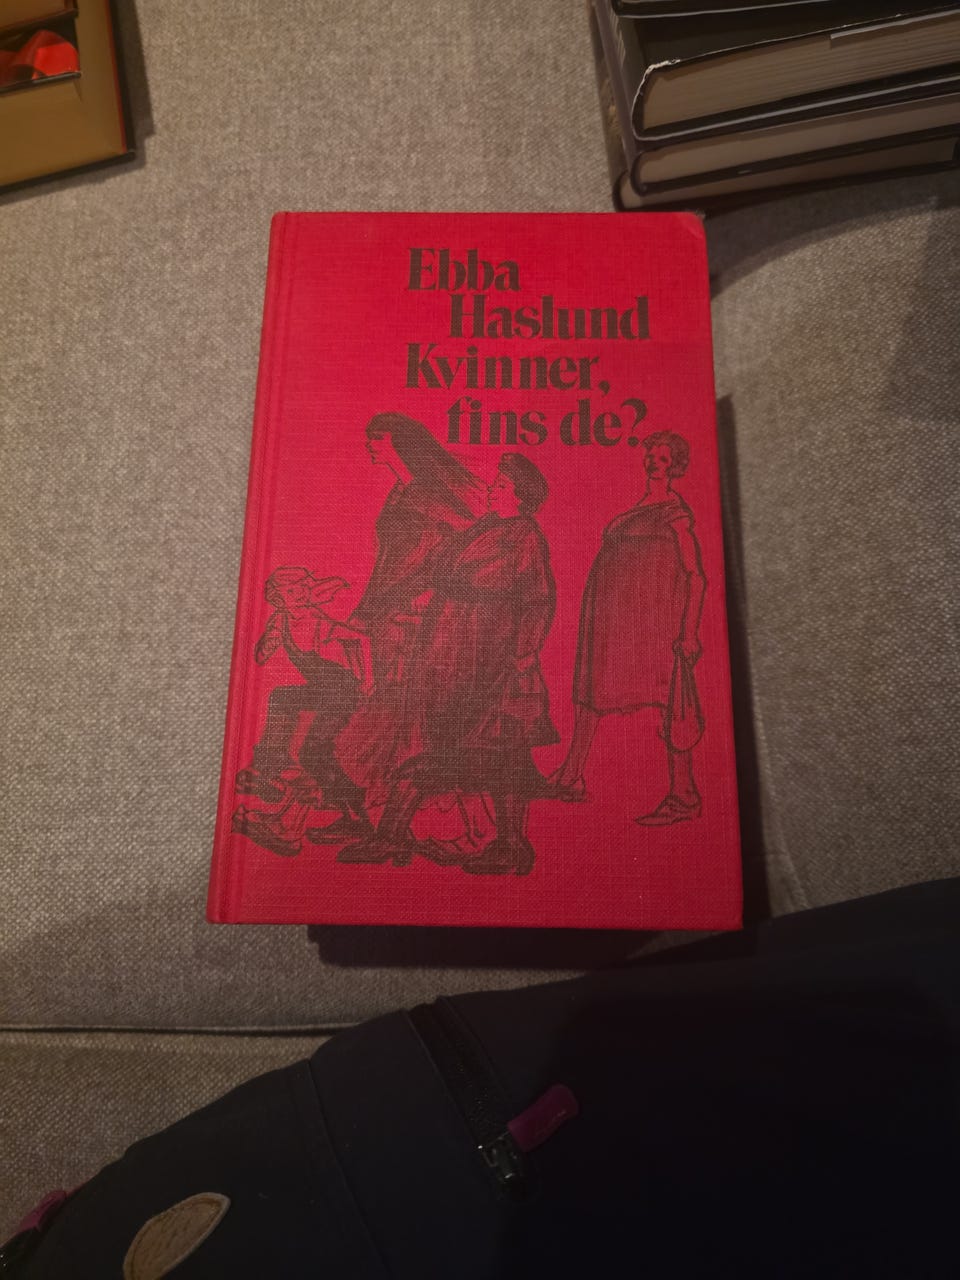 Ebba
Haslund
Kvinner,
fins de?